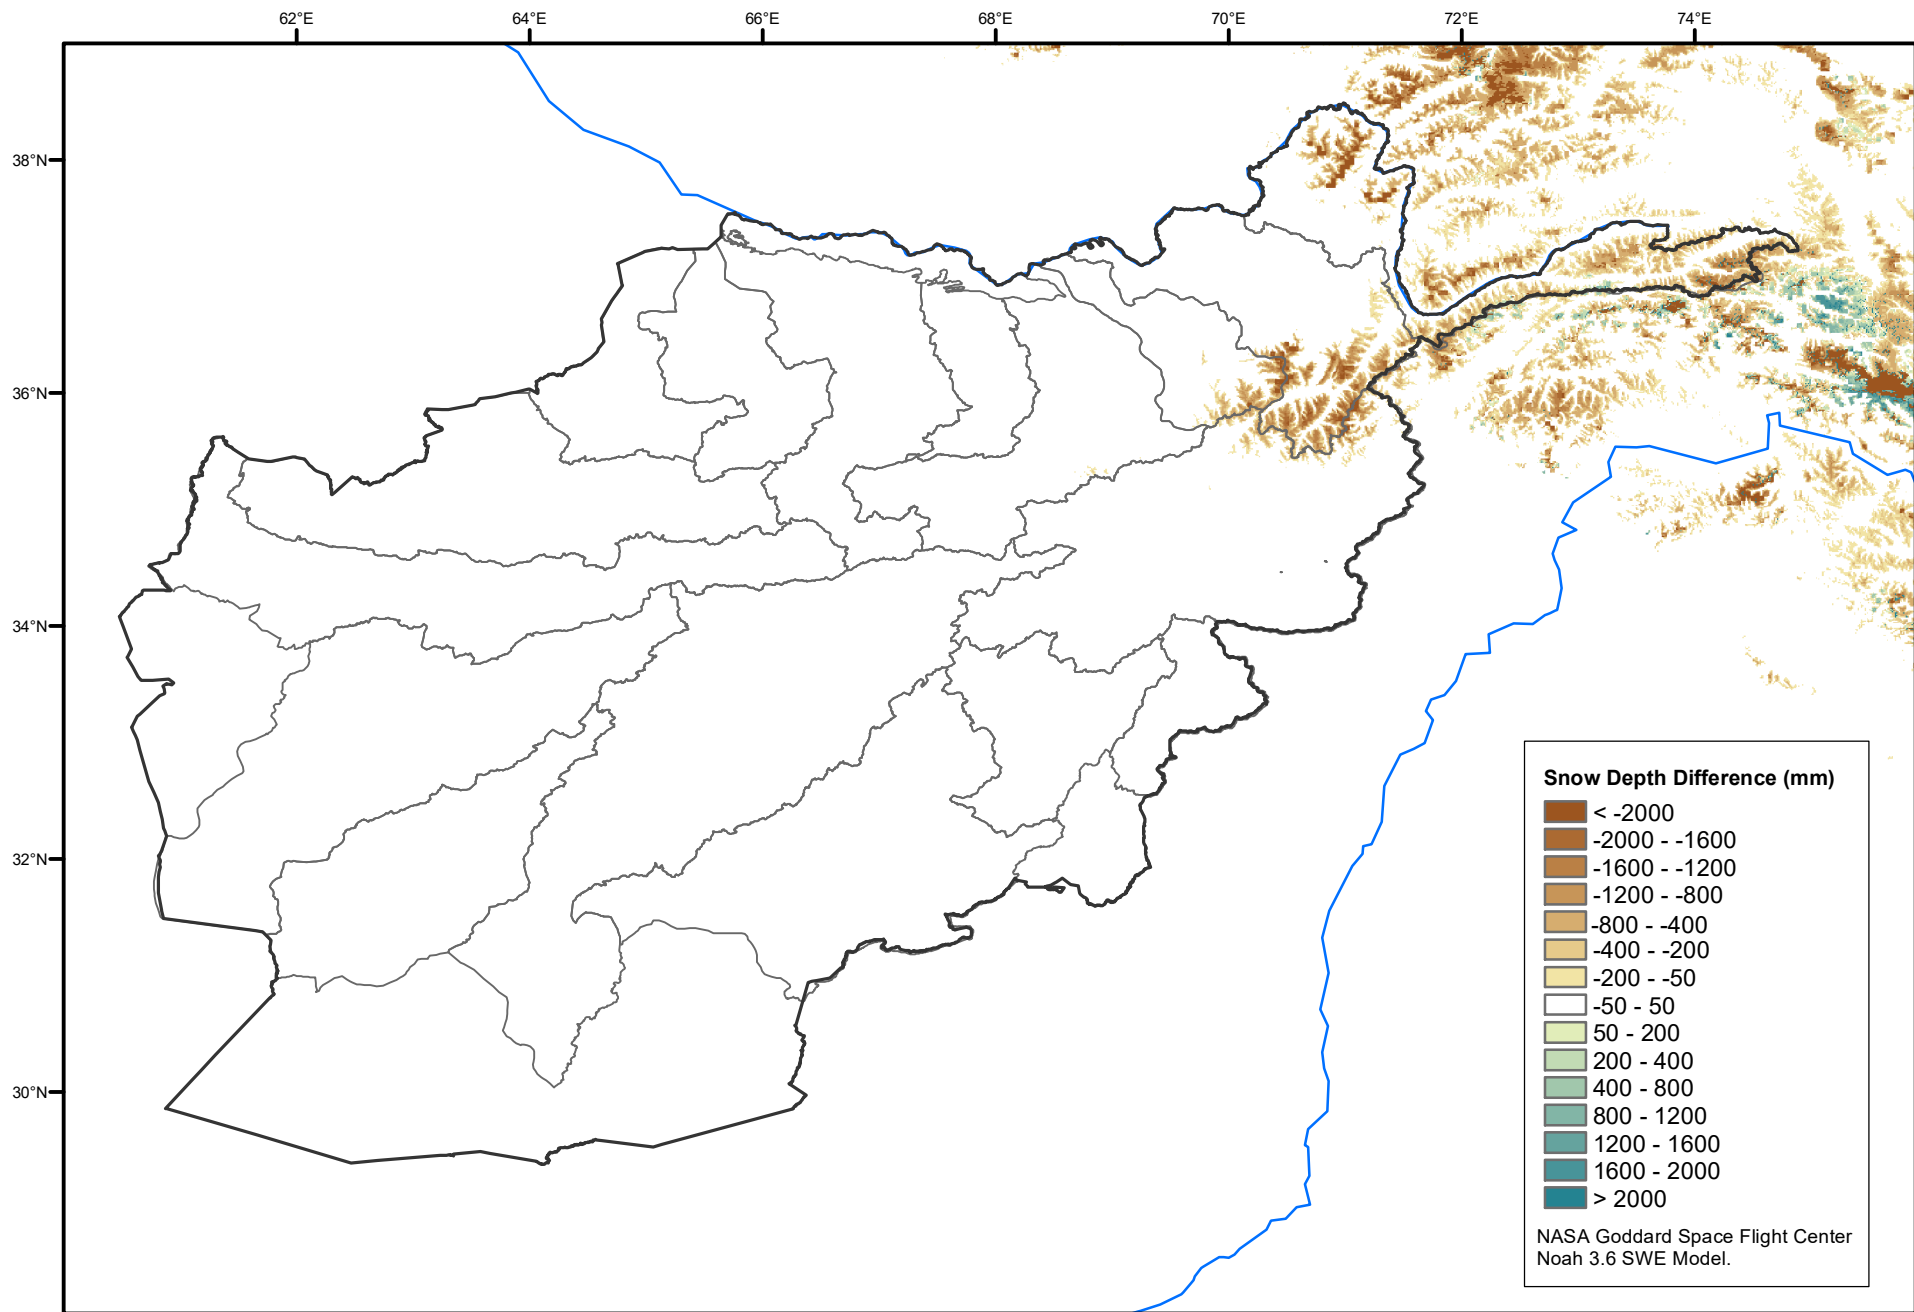 62°E 64°E 66°E 68°E 70°E 72°E 74°E
38°N
36°N
34°N
32°N
30°N
Snow Depth Difference (mm)
< -2000
-2000 - -1600
-1600 - -1200
-1200 - -800
-800 - -400
-400 - -200
-200 - -50
-50 - 50
50 - 200
200 - 400
400 - 800
800 - 1200
1200 - 1600
1600 - 2000
> 2000
NASA Goddard Space Flight Center
Noah 3.6 SWE Model.